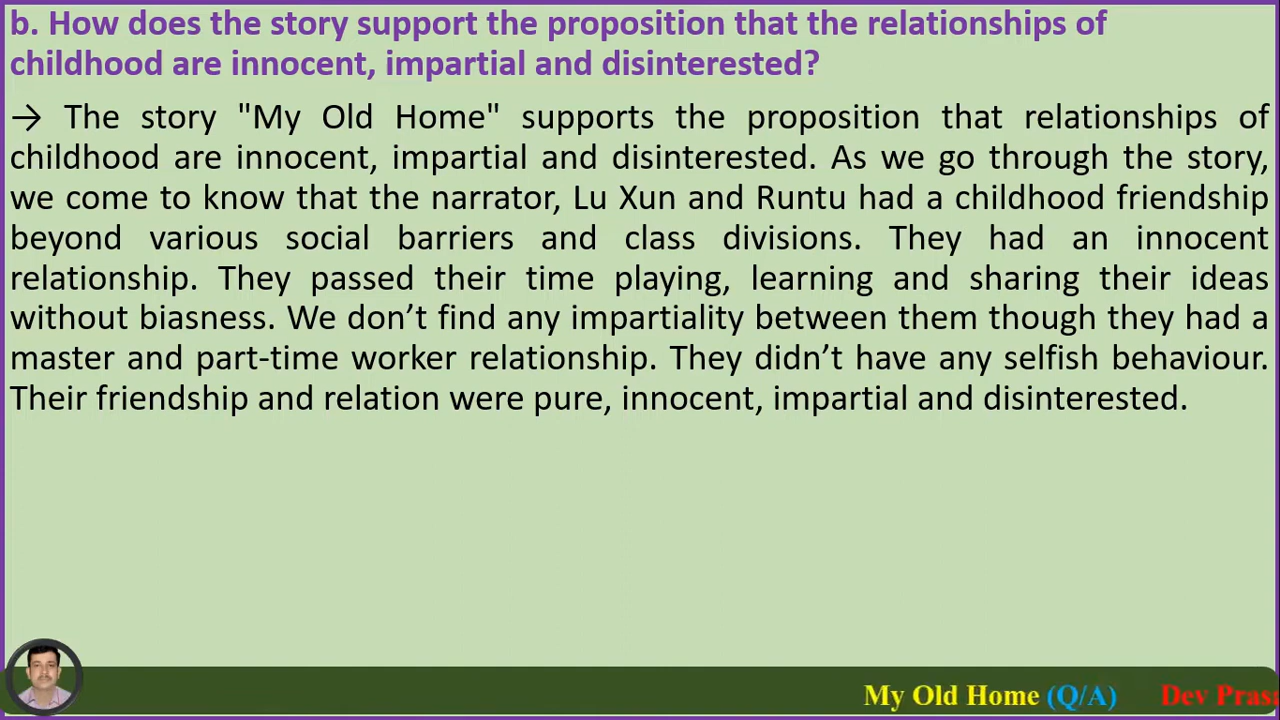 b. How does the story support the proposition that the relationships of
childhood are innocent, impartial and disinterested?
→ The story "My Old Home" supports the proposition that relationships of
childhood are innocent, impartial and disinterested. As we go through the story,
we come to know that the narrator, Lu Xun and Runtu had a childhood friendship
beyond various social barriers and class divisions. They had an innocent
relationship. They passed their time playing, learning and sharing their ideas
without biasness. We don’t find any impartiality between them though they had a
master and part-time worker relationship. They didn’t have any selfish behaviour.
Their friendship and relation were pure, innocent, impartial and disinterested.
My Old Home (Q/A) Dev